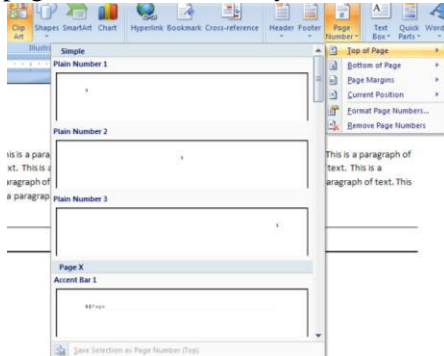 Clip Art Shapes SmartArt Chart Hyperlink Bookmark Cross-reference Header Footer Page Number Text Box Quick Parts
Illustra
Simple
Plain Number 1
Plain Number 2
Plain Number 3
Page X
Accent Bar 1
Save Selection as Page Number (Top)
Top of Page
Bottom of Page
Page Margins
Current Position
Format Page Numbers...
Remove Page Numbers
his is a para
xt. This is a
aragraph of
a paragrap
This is a paragraph of
text. This is a
aragraph of text. This